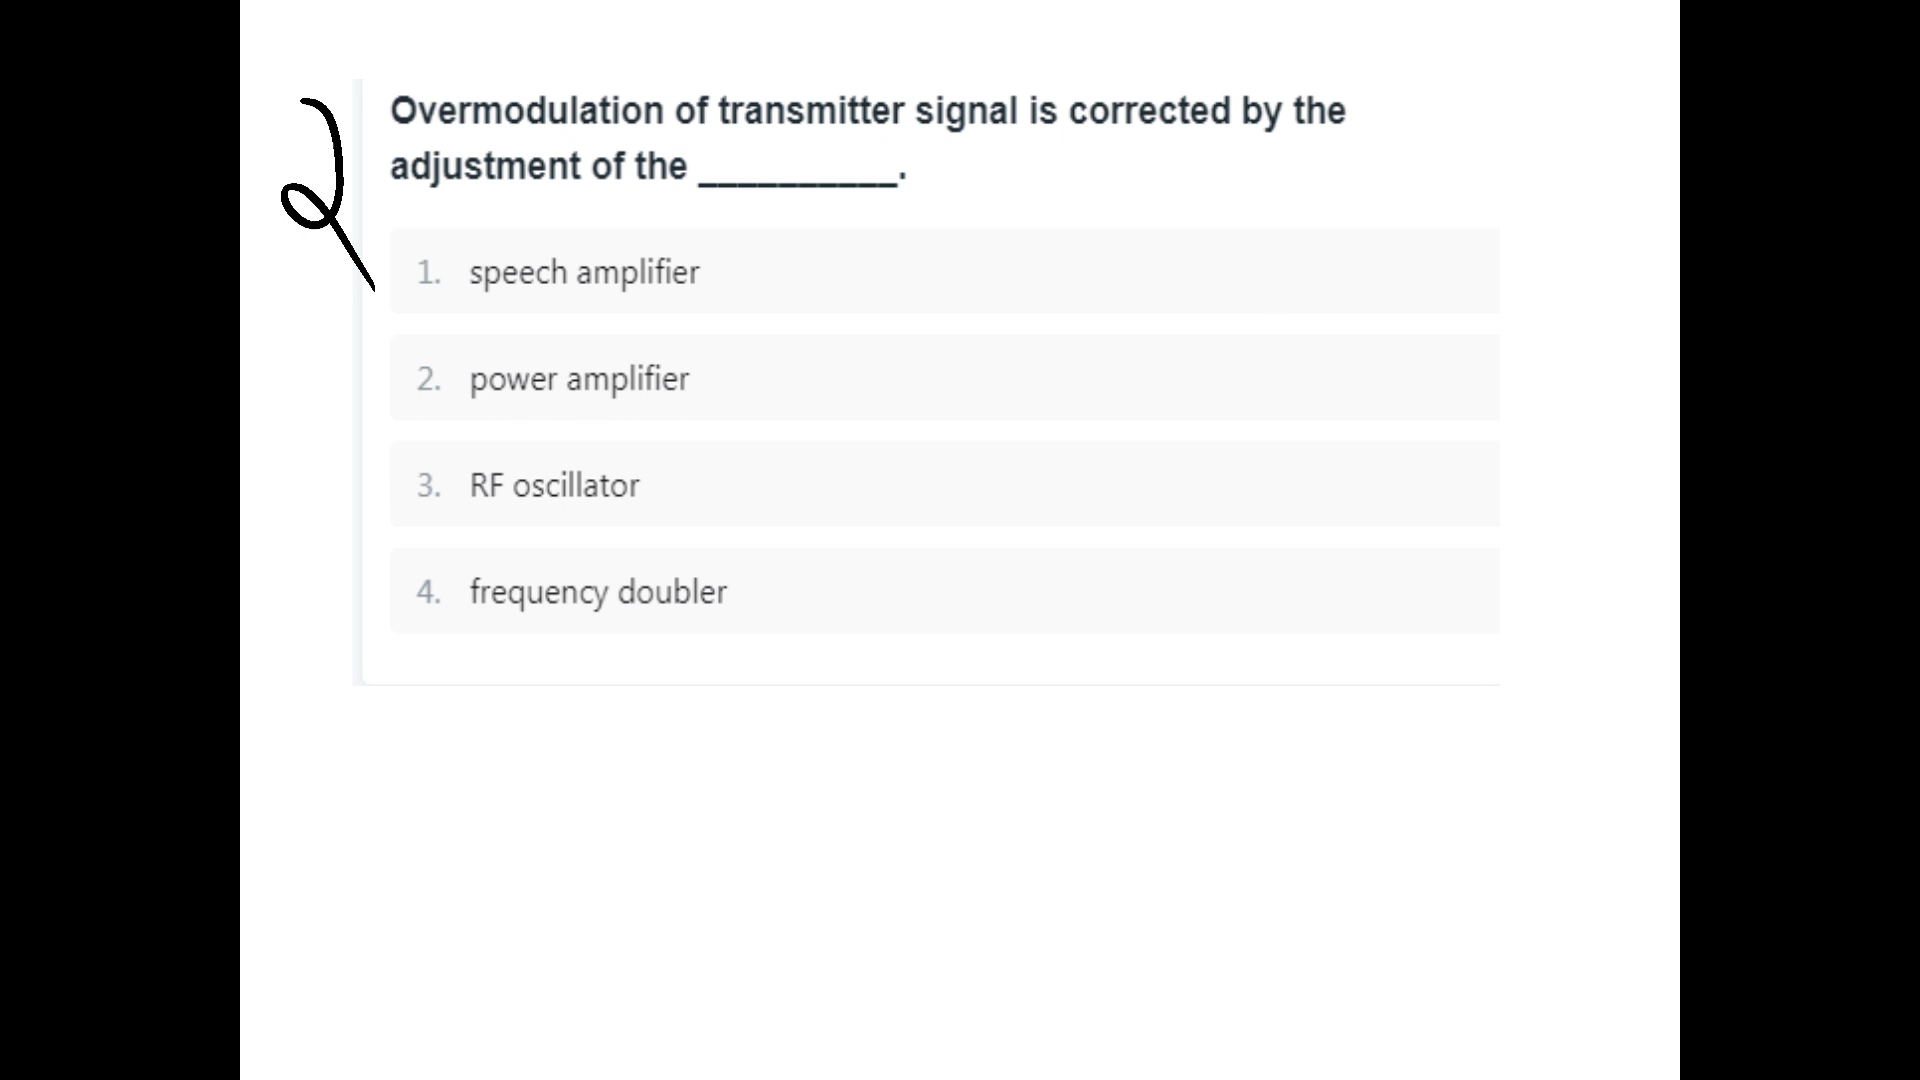 2
Overmodulation of transmitter signal is corrected by the
adjustment of the __________.
1. speech amplifier
2. power amplifier
3. RF oscillator
4. frequency doubler